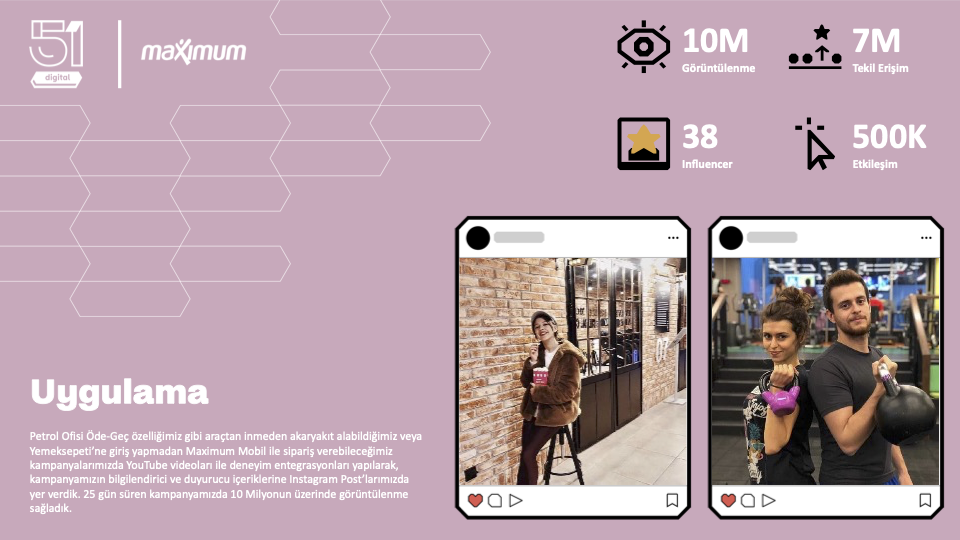 51
digital
maximum
10M
Görüntülenme
7M
Tekil Erişim
38
Influencer
500K
Etkileşim
07
Uygulama
Petrol Ofisi Öde-Geç özelliğimiz gibi araçtan inmeden akaryakıt alabildiğimiz veya
Yemeksepeti’ne giriş yapmadan Maximum Mobil ile sipariş verebileceğimiz
kampanyalarımızda YouTube videoları ile deneyim entegrasyonları yapılarak,
kampanyamızın bilgilendirici ve duyurucu içeriklerine Instagram Post’larımızda
yer verdik. 25 gün süren kampanyamızda 10 Milyonun üzerinde görüntülenme
sağladık.